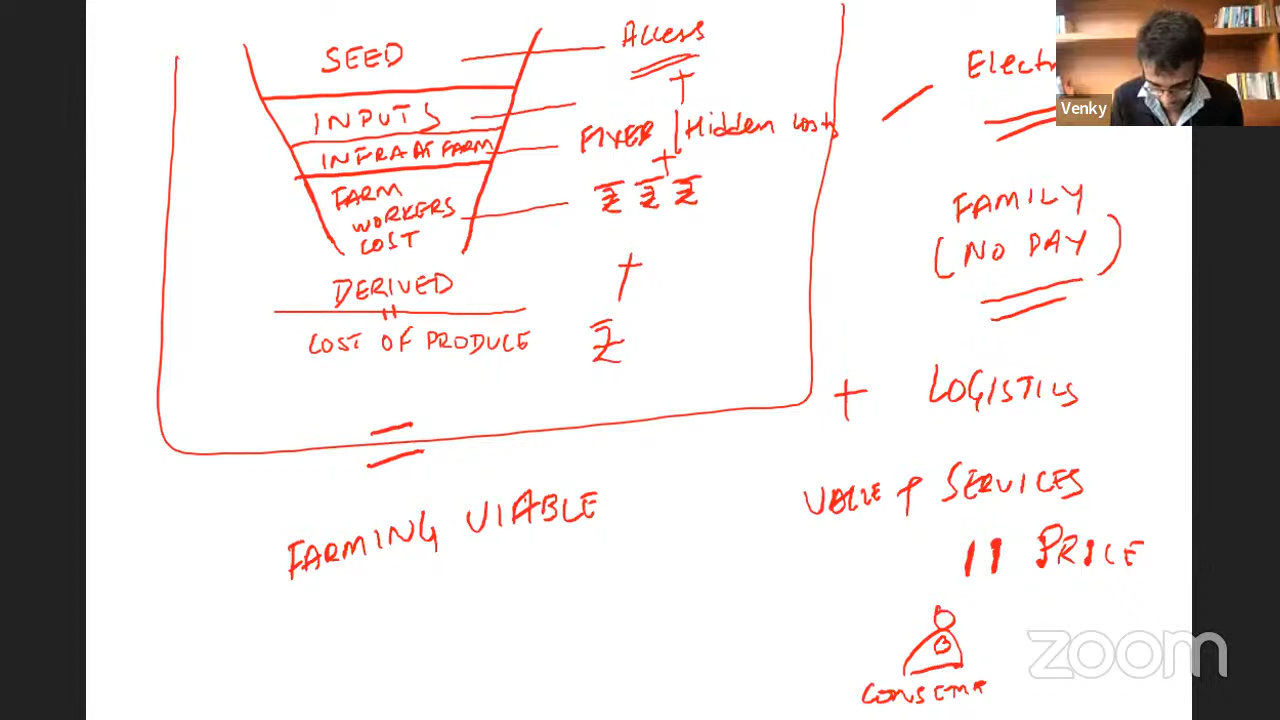 SEED
Access
+
INPUTS
INFRA AT FARM
FIXED | Hidden costs
+
FARM
WORKERS
COST
DERIVED
+
COST OF PRODUCE
FARMING VIABLE
Electr
Venky
FAMILY
(NO PAY)
+ LOGISTICS
VALUE + SERVICES
|| PRICE
zoom